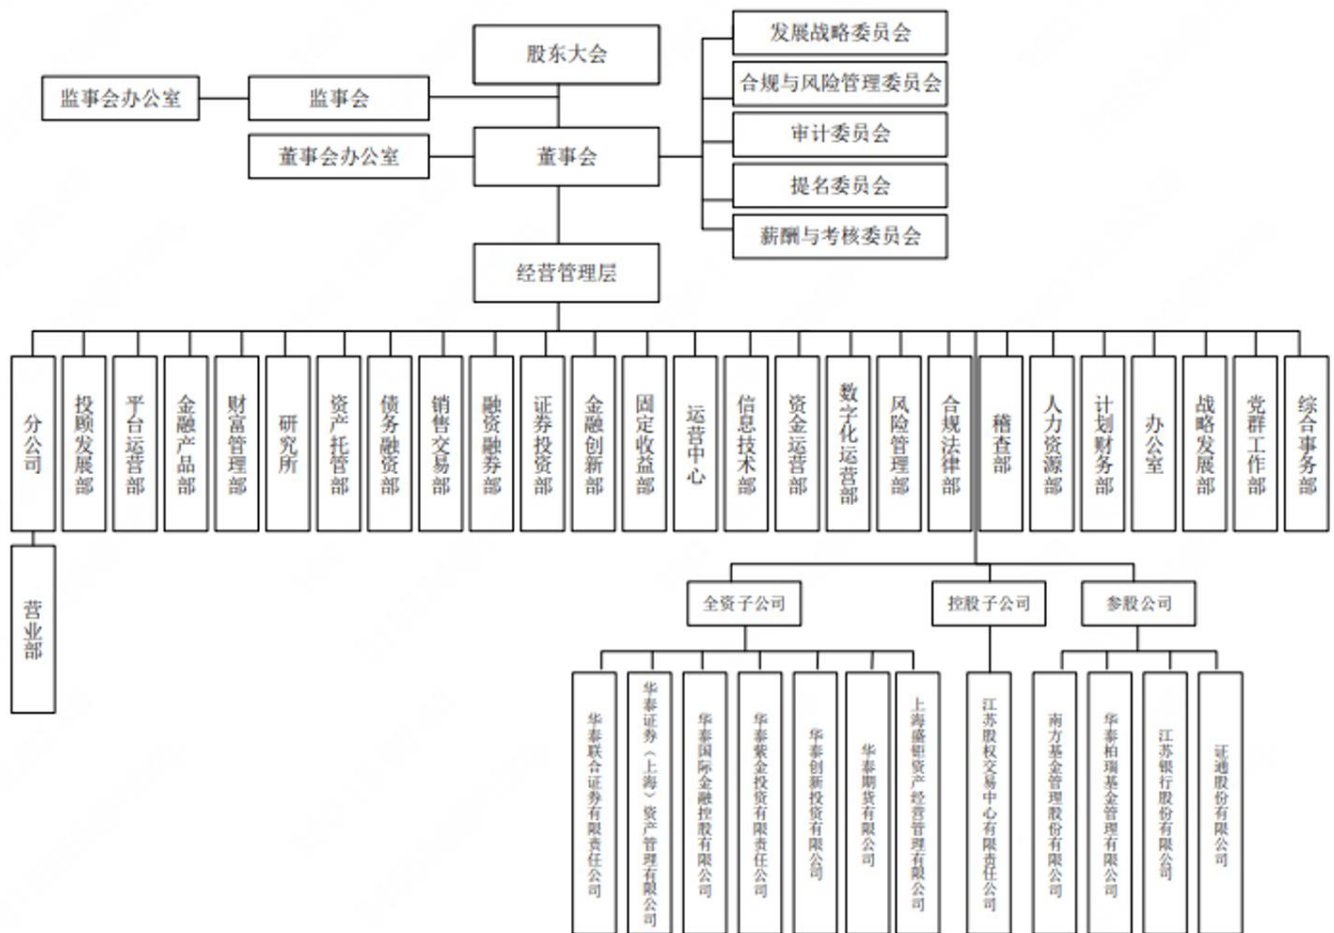 股东大会
发展战略委员会
合规与风险管理委员会
审计委员会
提名委员会
薪酬与考核委员会
监事会办公室
监事会
董事会办公室
董事会
经营管理层
分公司
投顾发展部
平台运营部
金融产品部
财富管理部
研究所
资产托管部
债务融资部
销售交易部
融资融券部
证券投资部
金融创新部
固定收益部
运营中心
信息技术部
资金运营部
数字化运营部
风险管理部
合规法律部
稽查部
人力资源部
计划财务部
办公室
战略发展部
党群工作部
综合事务部
营业部
全资子公司
控股子公司
参股公司
华泰联合证券有限责任公司
华泰证券（上海）资产管理有限公司
华泰国际金融控股有限公司
华泰紫金投资有限责任公司
华泰创新投资有限公司
华泰期货有限公司
上海盛钜资产经营管理有限公司
江苏股权交易中心有限责任公司
南方基金管理股份有限公司
华泰柏瑞基金管理有限公司
江苏银行股份有限公司
证通股份有限公司